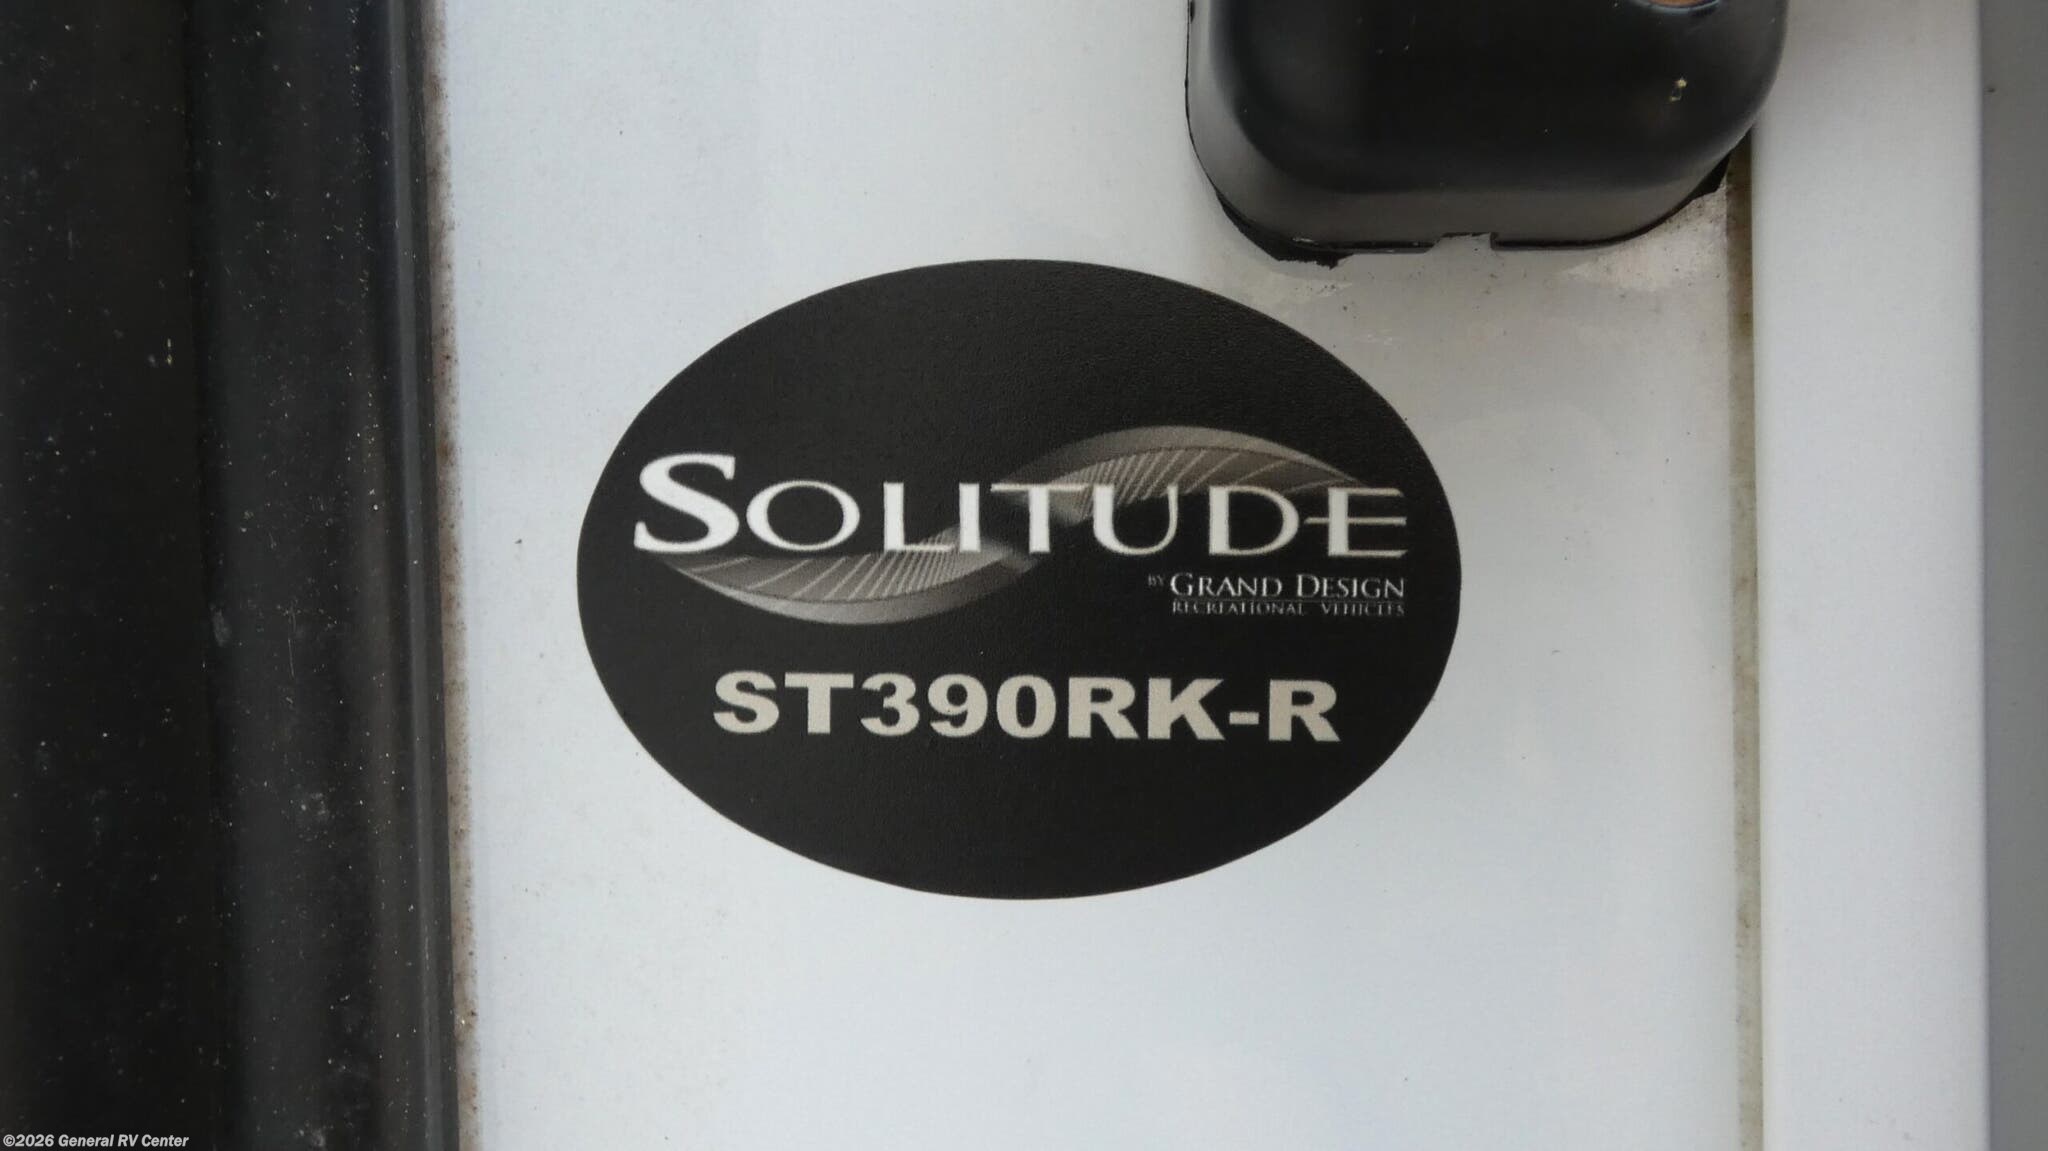 SOLITUDE
BY GRAND DESIGN
RECREATIONAL VEHICLES
ST390RK-R
©2026 General RV Center